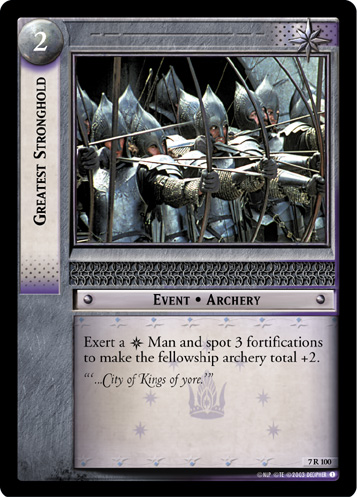 2
GREATEST STRONGHOLD
EVENT • ARCHERY
Exert a Man and spot 3 fortifications
to make the fellowship archery total +2.
“‘...City of Kings of yore.’”
7 R 100